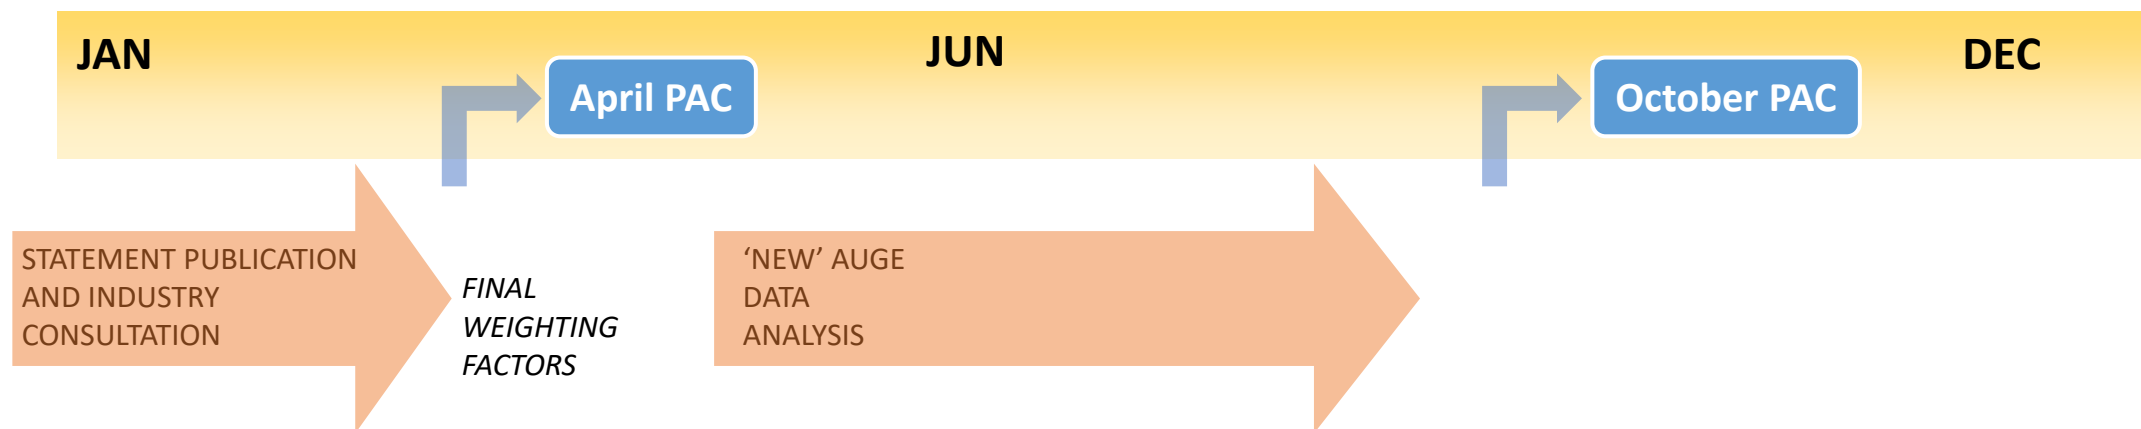 JAN
JUN
DEC
April PAC
October PAC
STATEMENT PUBLICATION
AND INDUSTRY
CONSULTATION
FINAL
WEIGHTING
FACTORS
‘NEW’ AUGE
DATA
ANALYSIS